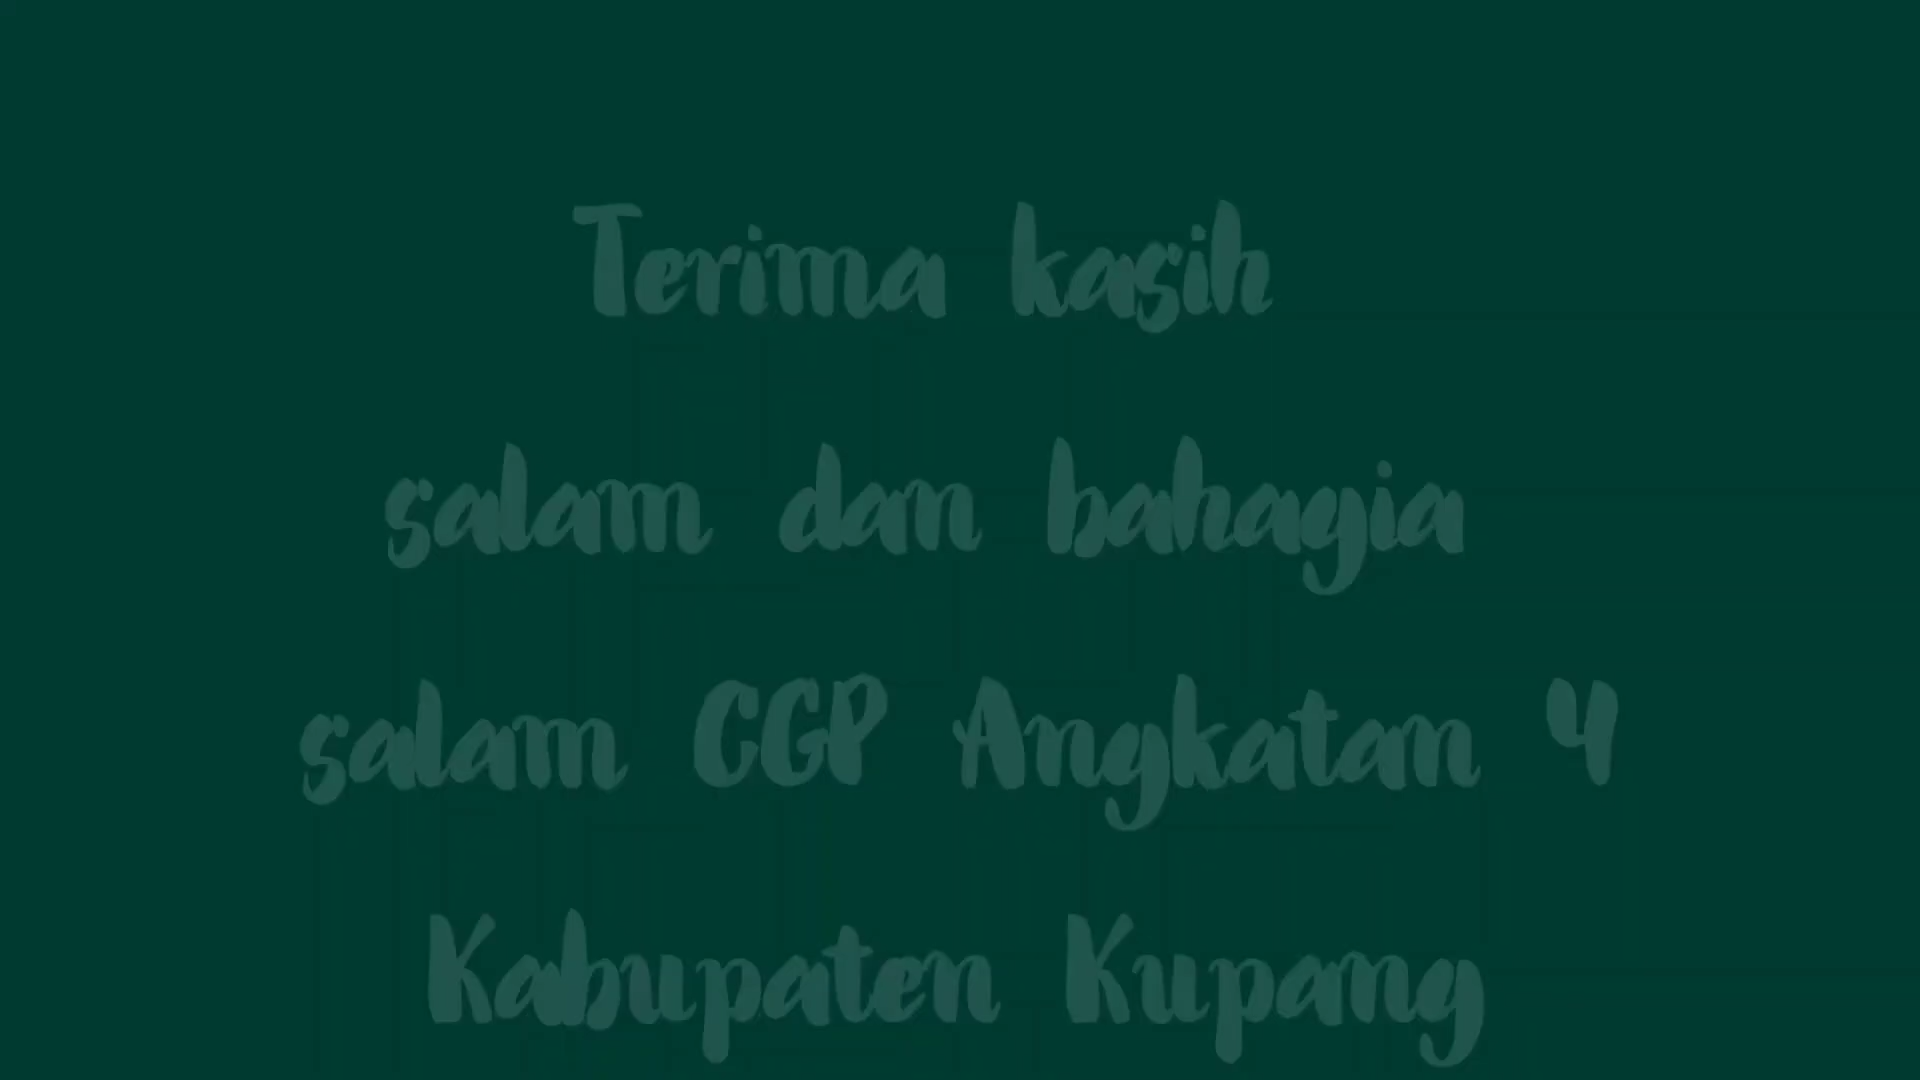 Terima kasih
salam dan bahagia
salam CGP Angkatan 4
Kabupaten Kupang